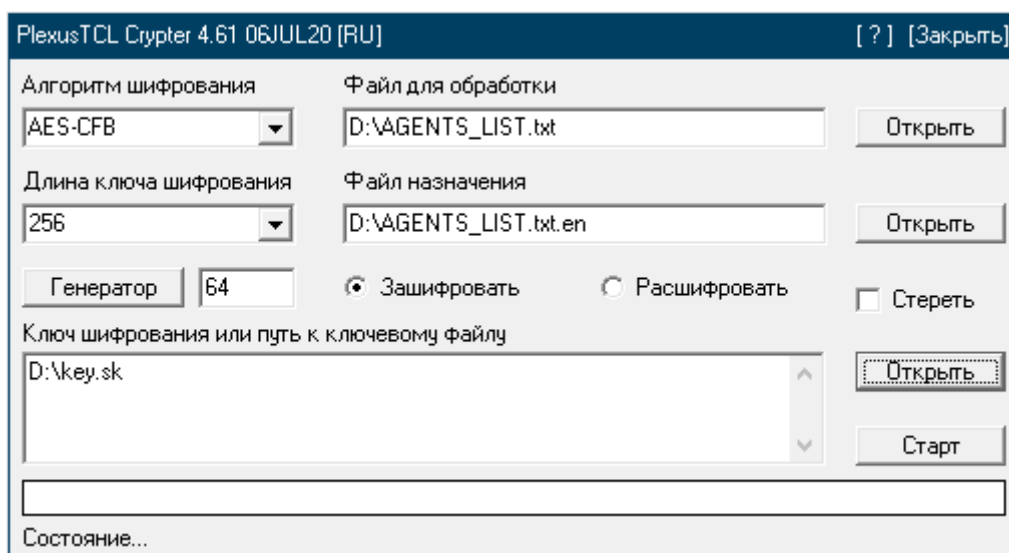 PlexusTCL Crypter 4.61 06JUL20 [RU] [ ? ] [Закрыть]
Алгоритм шифрования Файл для обработки
AES-CFB D:\AGENTS_LIST.txt Открыть
Длина ключа шифрования Файл назначения
256 D:\AGENTS_LIST.txt.en Открыть
Генератор 64 Зашифровать Расшифровать Стереть
Ключ шифрования или путь к ключевому файлу
D:\key.sk Открыть
Старт
Состояние...